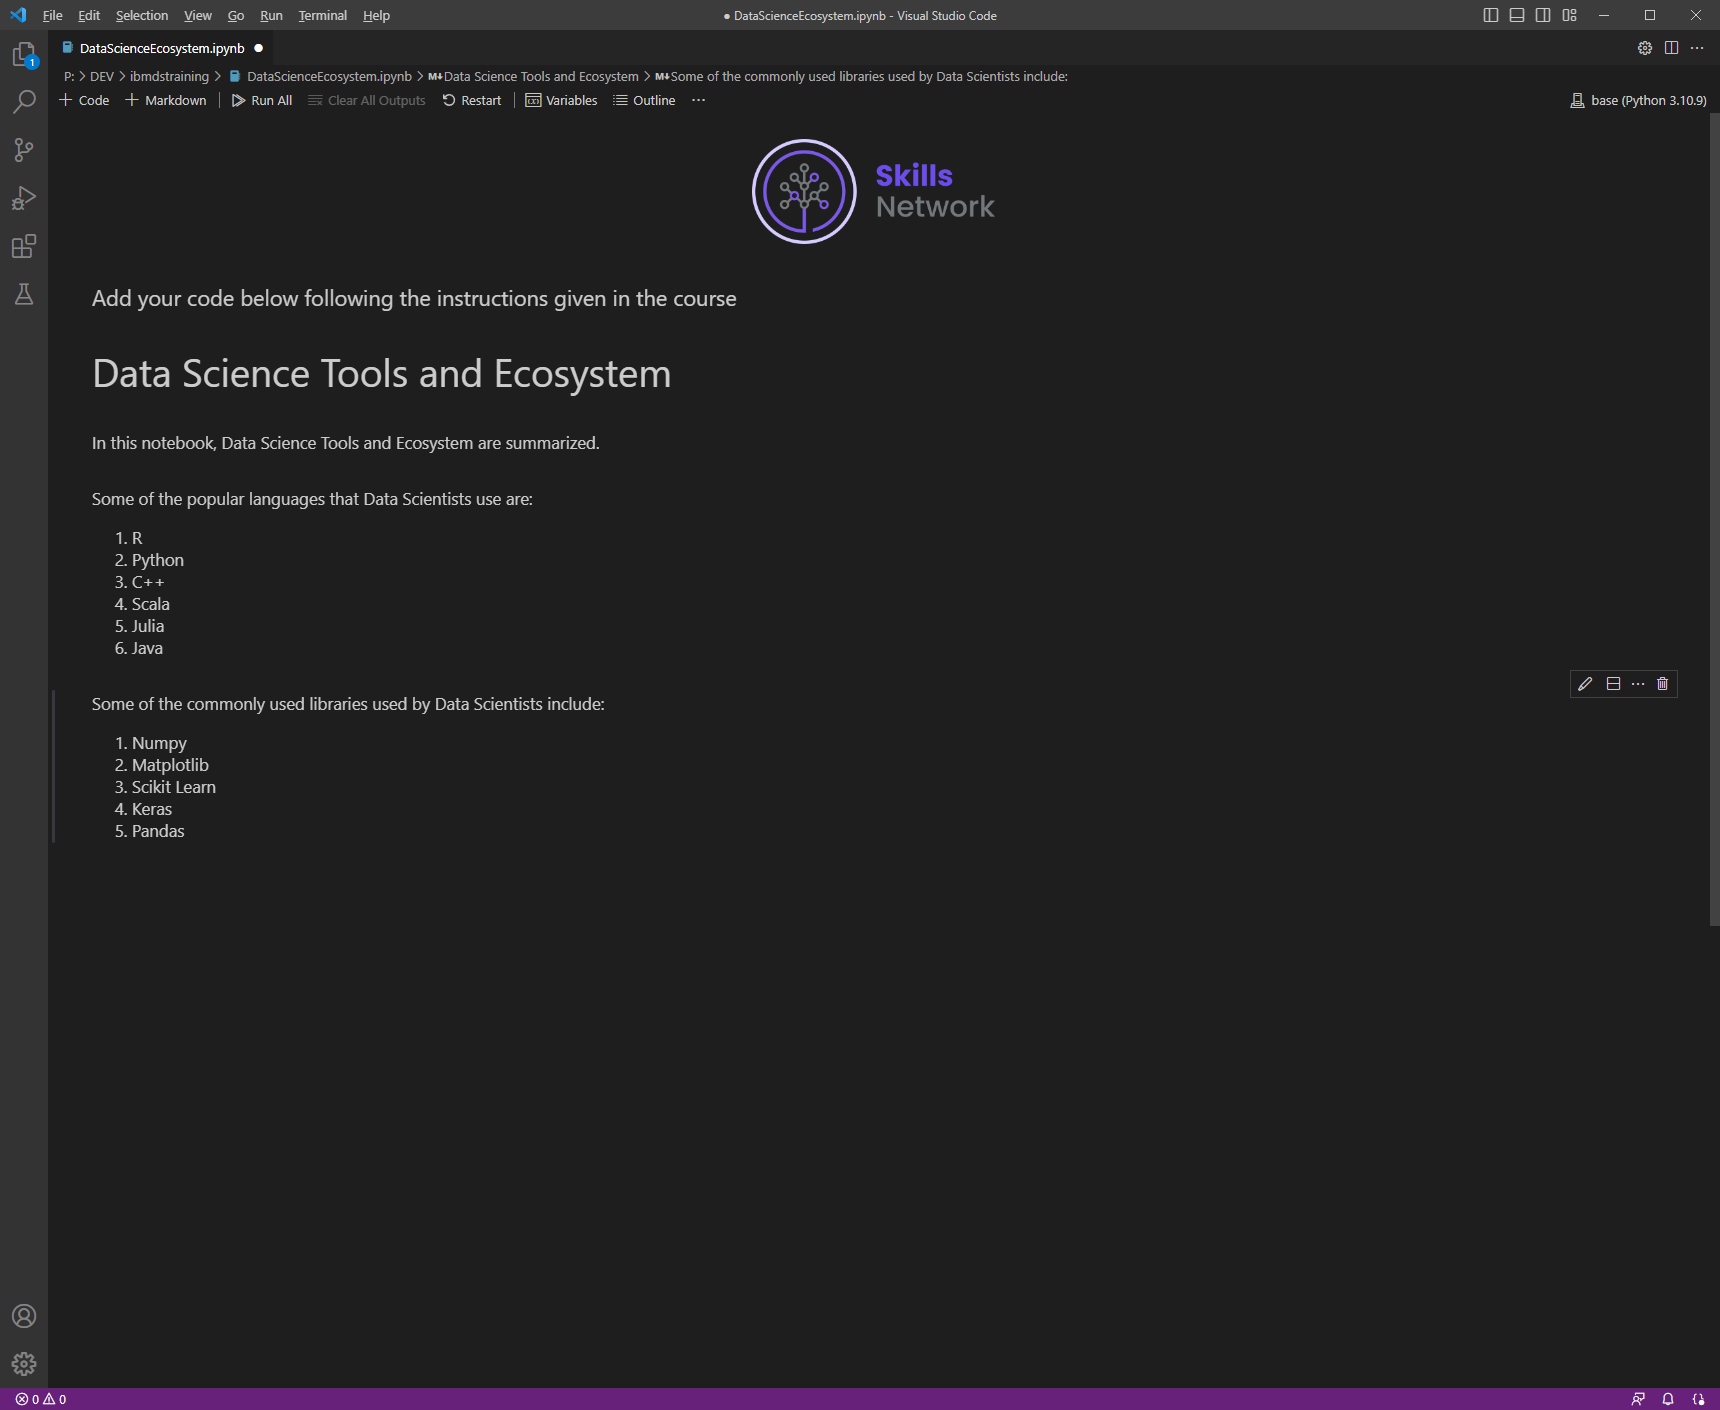 File Edit Selection View Go Run Terminal Help
● DataScienceEcosystem.ipynb - Visual Studio Code
1
DataScienceEcosystem.ipynb ●
P: > DEV > ibmdstraining > DataScienceEcosystem.ipynb > M↓Data Science Tools and Ecosystem > M↓Some of the commonly used libraries used by Data Scientists include:
+ Code + Markdown | Run All Clear All Outputs Restart | Variables Outline ···
base (Python 3.10.9)
Skills
Network
Add your code below following the instructions given in the course
Data Science Tools and Ecosystem
In this notebook, Data Science Tools and Ecosystem are summarized.
Some of the popular languages that Data Scientists use are:
1. R
2. Python
3. C++
4. Scala
5. Julia
6. Java
Some of the commonly used libraries used by Data Scientists include:
1. Numpy
2. Matplotlib
3. Scikit Learn
4. Keras
5. Pandas
0 0